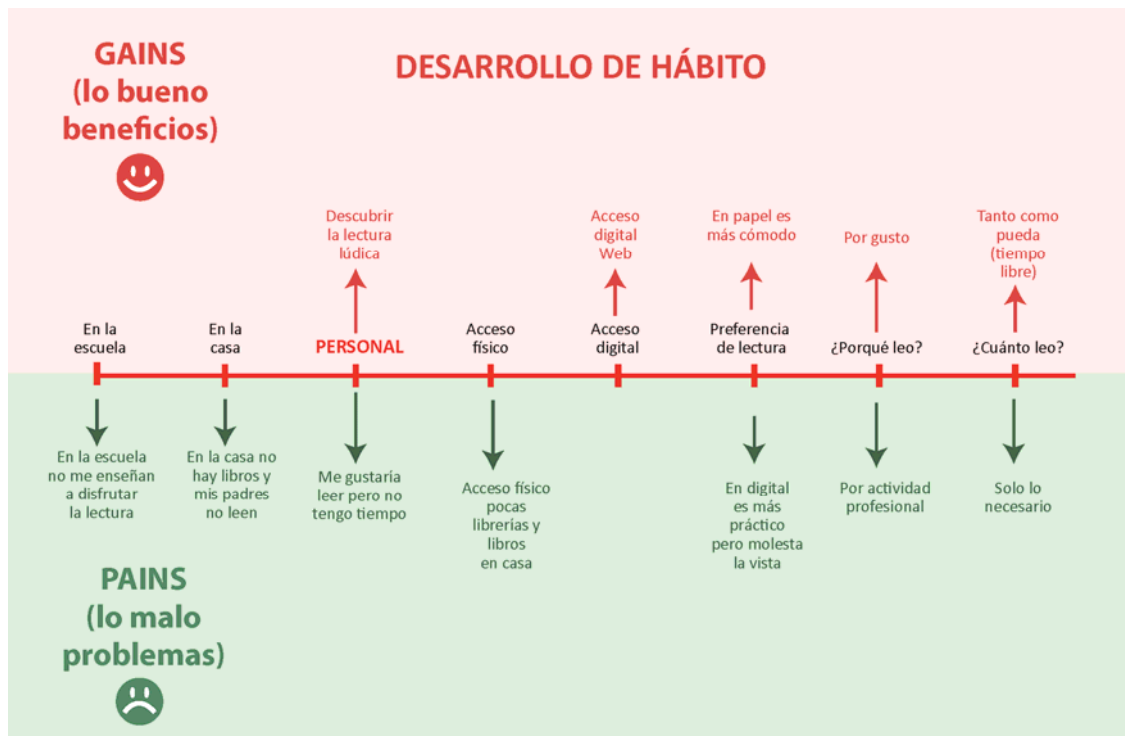 GAINS
(lo bueno
beneficios)
DESARROLLO DE HÁBITO
Descubrir
la lectura
lúdica
Acceso
digital
Web
En papel es
más cómodo
Por gusto
Tanto como
pueda
(tiempo
libre)
En la
escuela
En la
casa
PERSONAL
Acceso
físico
Acceso
digital
Preferencia
de lectura
¿Porqué leo?
¿Cuánto leo?
En la escuela
no me enseñan
a disfrutar
la lectura
En la casa no
hay libros y
mis padres
no leen
Me gustaría
leer pero no
tengo tiempo
Acceso físico
pocas
librerías y
libros
en casa
En digital
es más
práctico
pero molesta
la vista
Por actividad
profesional
Solo lo
necesario
PAINS
(lo malo
problemas)